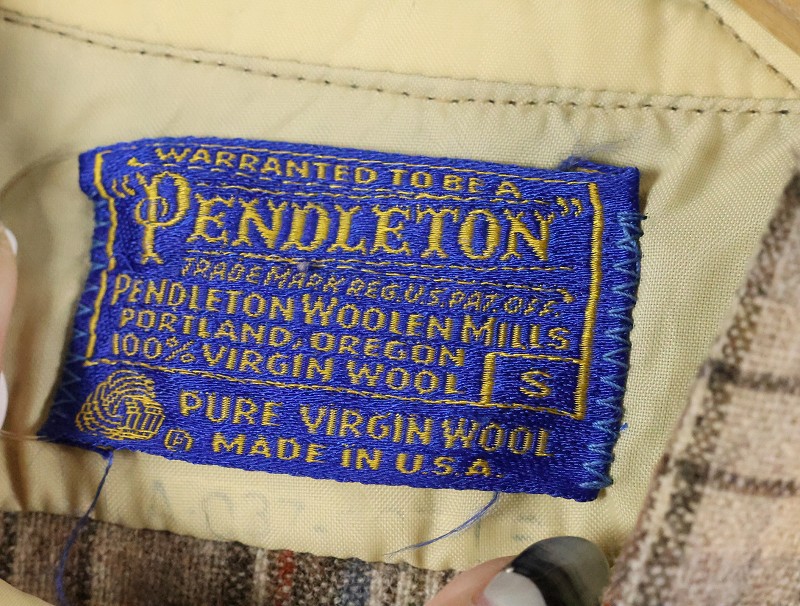 WARRANTED TO BE A
"PENDLETON"
TRADE MARK REG. U.S. PAT. OFF.
PENDLETON WOOLEN MILLS
PORTLAND, OREGON
100% VIRGIN WOOL
S
PURE VIRGIN WOOL
MADE IN U.S.A.